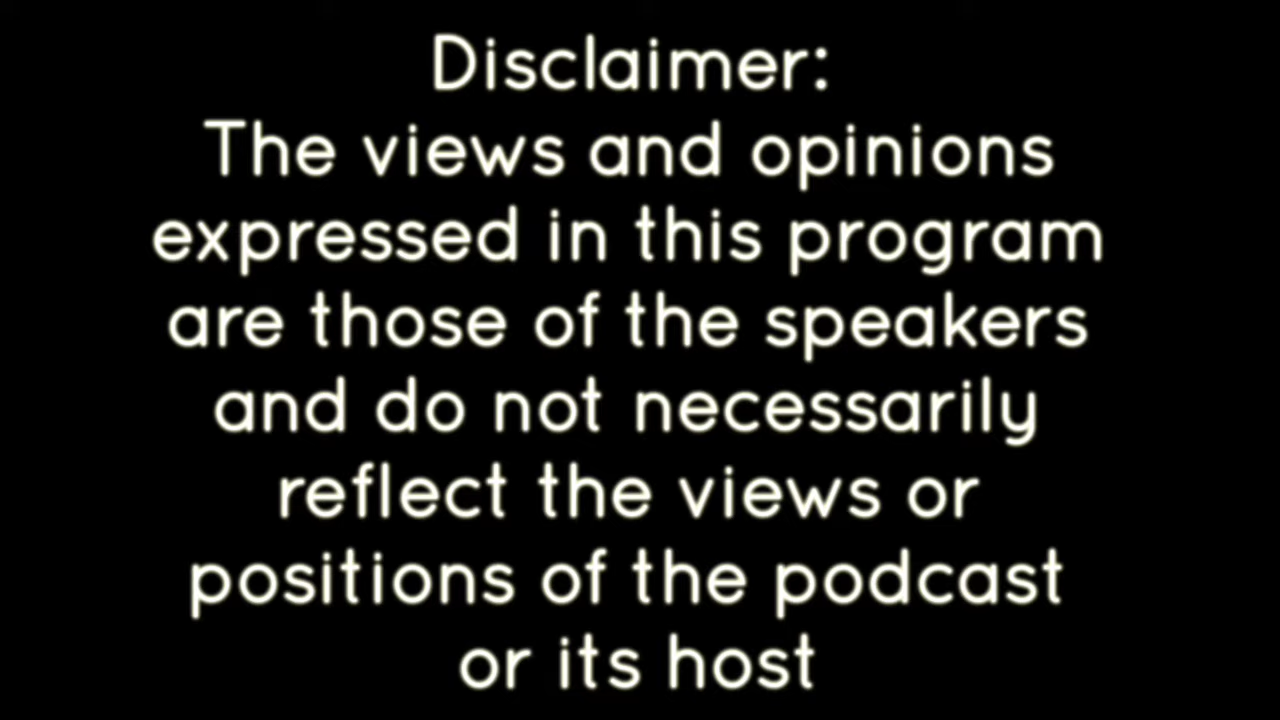 Disclaimer:
The views and opinions
expressed in this program
are those of the speakers
and do not necessarily
reflect the views or
positions of the podcast
or its host